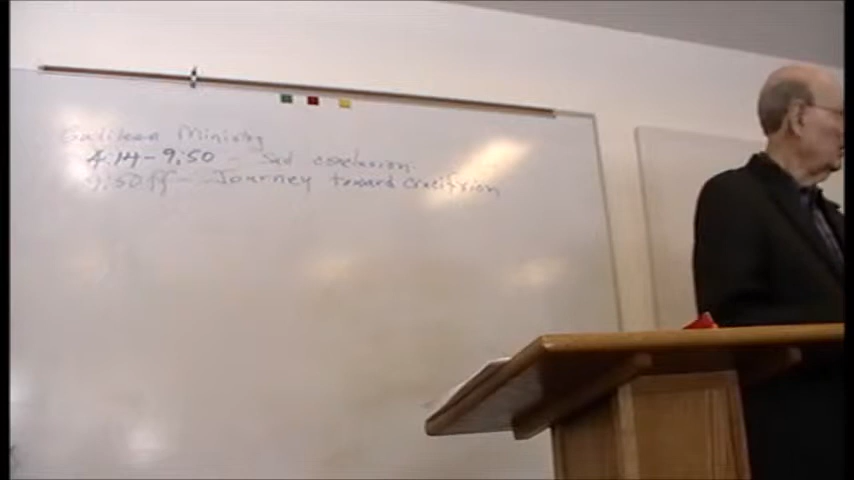 Galilean Ministry
4:14-9:50 - Sad conclusion.
9:50ff - Journey toward crucifixion